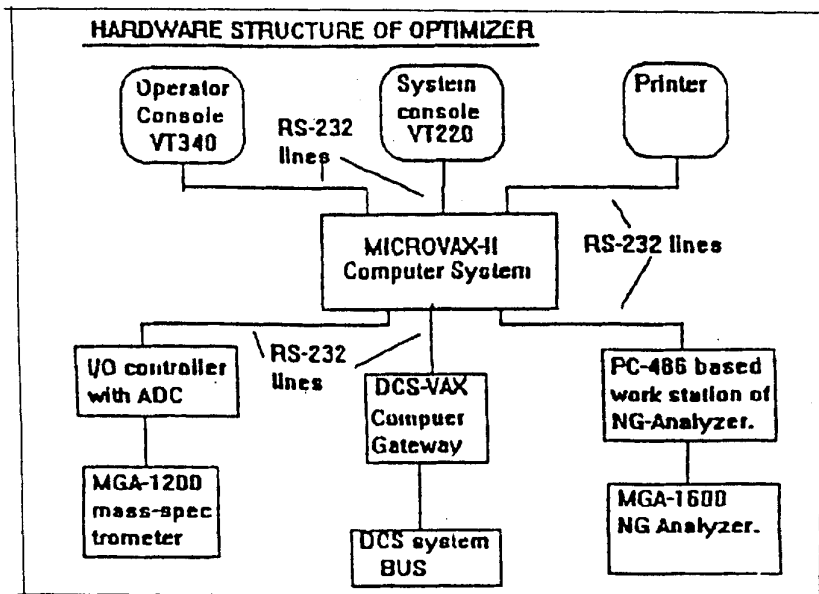 HARDWARE STRUCTURE OF OPTIMIZER
Operator
Console
VT340
System
console
VT220
Printer
RS-232
lines
MICROVAX-II
Computer System
RS-232 lines
RS-232
lines
I/O controller
with ADC
DCS-VAX
Compuer
Gateway
PC-486 based
work station of
NG-Analyzer.
MGA-1200
mass-spec
trometer
DCS system
BUS
MGA-1600
NG Analyzer.